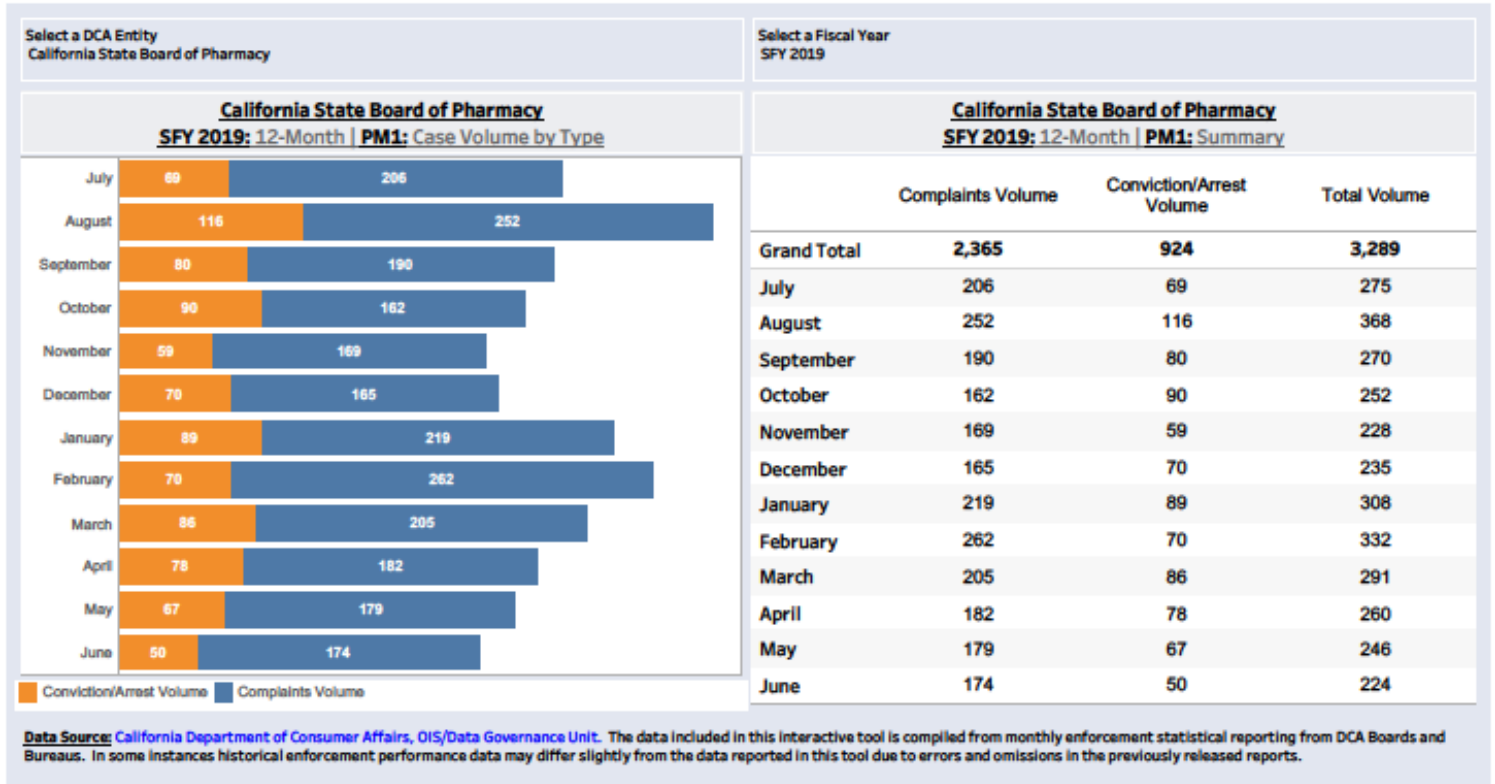 Select a DCA Entity
California State Board of Pharmacy
Select a Fiscal Year
SFY 2019
California State Board of Pharmacy
SFY 2019: 12-Month | PM1: Case Volume by Type
July 69 206
August 116 252
September 80 190
October 90 162
November 59 169
December 70 165
January 89 219
February 70 262
March 86 205
April 78 182
May 67 179
June 50 174
Conviction/Arrest Volume Complaints Volume
California State Board of Pharmacy
SFY 2019: 12-Month | PM1: Summary
Complaints Volume Conviction/Arrest Volume Total Volume
Grand Total 2,365 924 3,289
July 206 69 275
August 252 116 368
September 190 80 270
October 162 90 252
November 169 59 228
December 165 70 235
January 219 89 308
February 262 70 332
March 205 86 291
April 182 78 260
May 179 67 246
June 174 50 224
Data Source: California Department of Consumer Affairs, OIS/Data Governance Unit. The data included in this interactive tool is compiled from monthly enforcement statistical reporting from DCA Boards and
Bureaus. In some instances historical enforcement performance data may differ slightly from the data reported in this tool due to errors and omissions in the previously released reports.